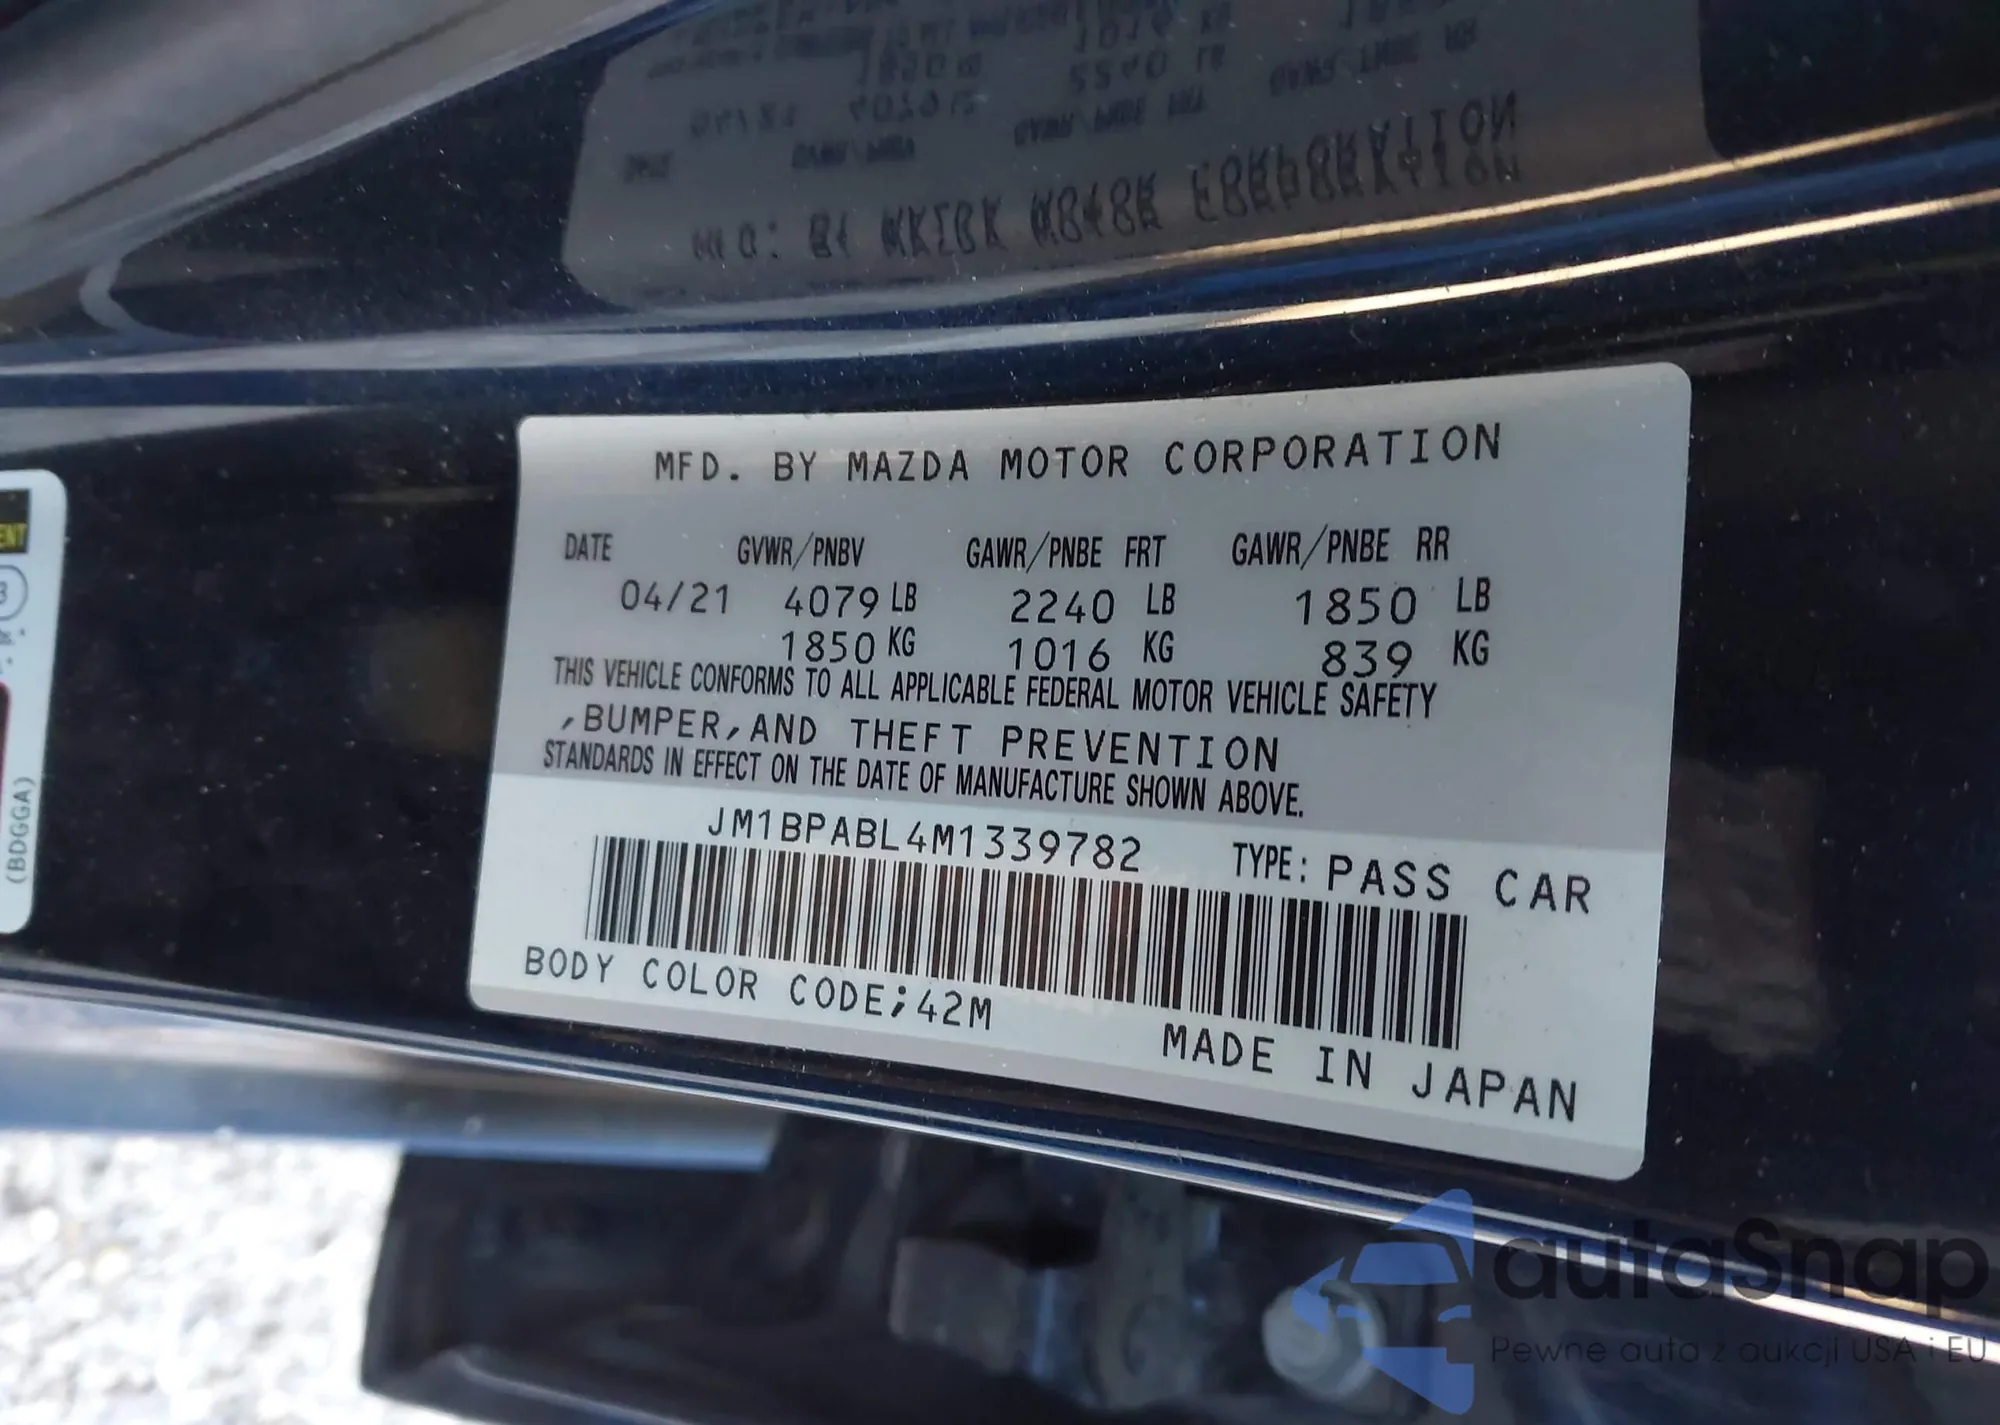 MFD. BY MAZDA MOTOR CORPORATION
DATE GVWR/PNBV GAWR/PNBE FRT GAWR/PNBE RR
04/21 4079 LB 2240 LB 1850 LB
1850 KG 1016 KG 839 KG
THIS VEHICLE CONFORMS TO ALL APPLICABLE FEDERAL MOTOR VEHICLE SAFETY
,BUMPER,AND THEFT PREVENTION
STANDARDS IN EFFECT ON THE DATE OF MANUFACTURE SHOWN ABOVE.
JM1BPABL4M1339782 TYPE: PASS CAR
BODY COLOR CODE;42M
MADE IN JAPAN
(BDGGA)
autaSnap
Pewne auta z aukcji USA i EU